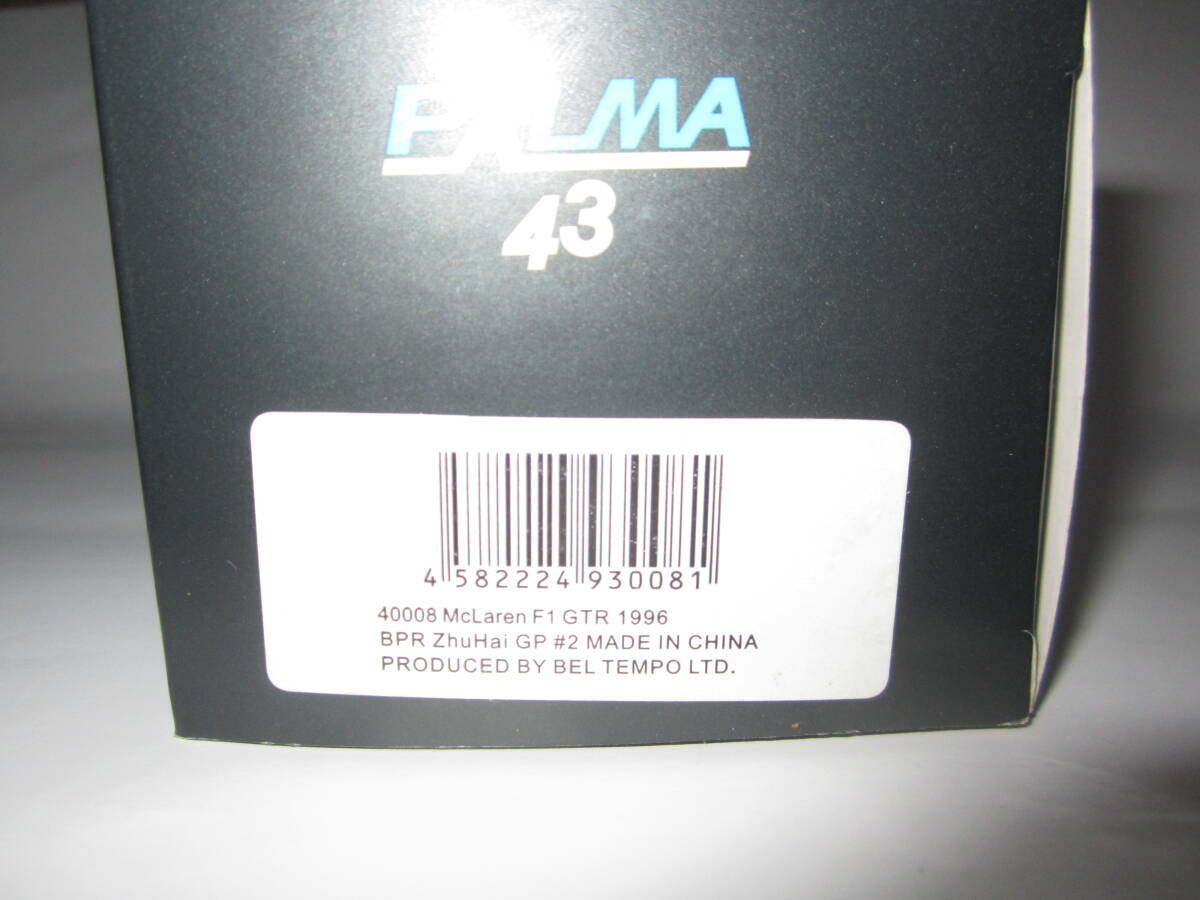 PALMA
43
4 582224 930081
40008 McLaren F1 GTR 1996
BPR ZhuHai GP #2 MADE IN CHINA
PRODUCED BY BEL TEMPO LTD.